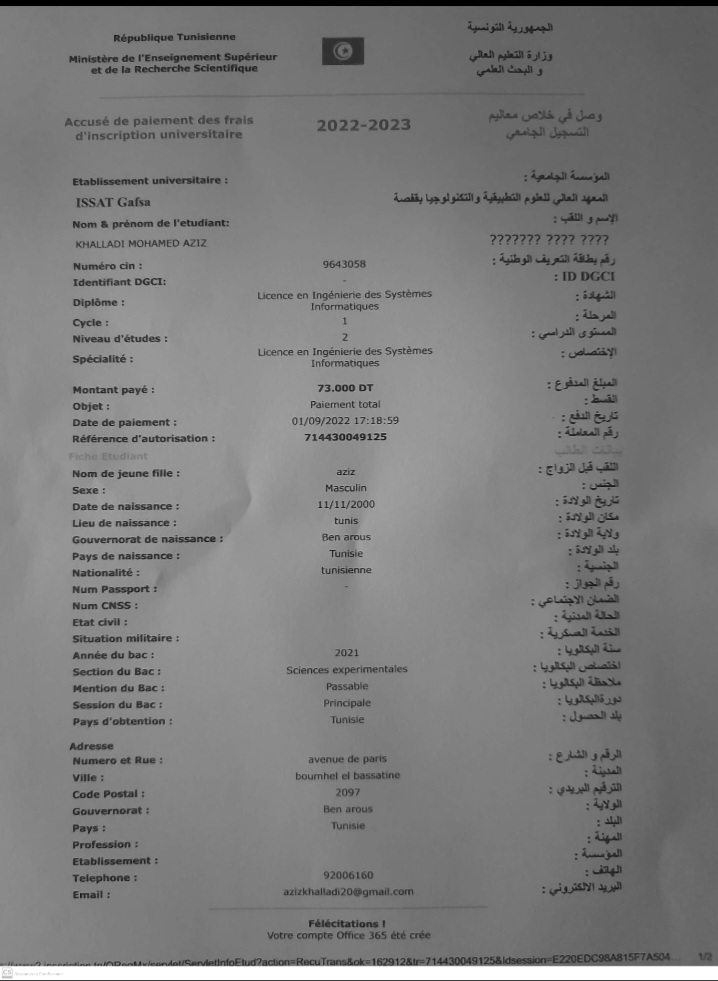 République Tunisienne
الجمهورية التونسية
Ministère de l'Enseignement Supérieur
et de la Recherche Scientifique
وزارة التعليم العالي
و البحث العلمي
Accusé de paiement des frais
d'inscription universitaire
2022-2023
وصل في خلاص معاليم
التسجيل الجامعي
Etablissement universitaire : المؤسسة الجامعية :
ISSAT Gafsa المعهد العالي للعلوم التطبيقية والتكنولوجيا بقفصة
Nom & prénom de l'etudiant: الإسم و اللقب :
KHALLADI MOHAMED AZIZ ??????? ???? ????
Numéro cin : 9643058 رقم بطاقة التعريف الوطنية :
Identifiant DGCI: - : ID DGCI
Diplôme : Licence en Ingénierie des Systèmes الشهادة :
Informatiques
Cycle : 1 المرحلة :
Niveau d'études : 2 المستوى الدراسي :
Spécialité : Licence en Ingénierie des Systèmes الإختصاص :
Informatiques
Montant payé : 73.000 DT المبلغ المدفوع :
Objet : Paiement total القسط :
Date de paiement : 01/09/2022 17:18:59 تاريخ الدفع :
Référence d'autorisation : 714430049125 رقم المعاملة :
Fiche Etudiant بيانات الطالب
Nom de jeune fille : aziz اللقب قبل الزواج :
Sexe : Masculin الجنس :
Date de naissance : 11/11/2000 تاريخ الولادة :
Lieu de naissance : tunis مكان الولادة :
Gouvernorat de naissance : Ben arous ولاية الولادة :
Pays de naissance : Tunisie بلد الولادة :
Nationalité : tunisienne الجنسية :
Num Passport : - رقم الجواز :
Num CNSS : الضمان الاجتماعي :
Etat civil : الحالة المدنية :
Situation militaire : الخدمة العسكرية :
Année du bac : 2021 سنة البكالويا :
Section du Bac : Sciences experimentales اختصاص البكالويا :
Mention du Bac : Passable ملاحظة البكالويا :
Session du Bac : Principale دورةالبكالويا :
Pays d'obtention : Tunisie بلد الحصول :
Adresse
Numero et Rue : avenue de paris الرقم و الشارع :
Ville : boumhel el bassatine المدينة :
Code Postal : 2097 الترقيم البريدي :
Gouvernorat : Ben arous الولاية :
Pays : Tunisie البلد :
Profession : المهنة :
Etablissement : المؤسسة :
Telephone : 92006160 الهاتف :
Email : azizkhalladi20@gmail.com البريد الالكتروني :
Félécitations !
Votre compte Office 365 été crée
inscription.tn/ORegMx/servlet/ServletInfoEtud?action=RecuTrans&ok=162912&tr=714430049125&Idsession=E220EDC98A815F7A504... 1/2
CS